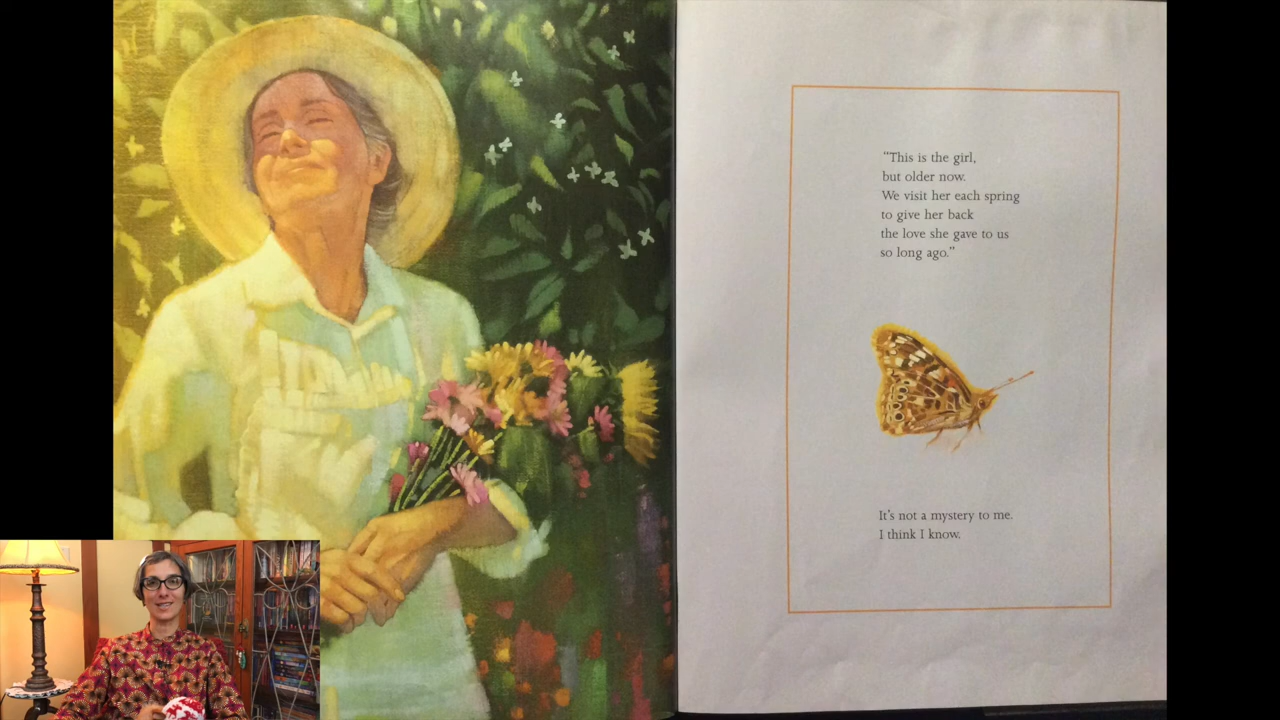 “This is the girl,
but older now.
We visit her each spring
to give her back
the love she gave to us
so long ago.”
It’s not a mystery to me.
I think I know.